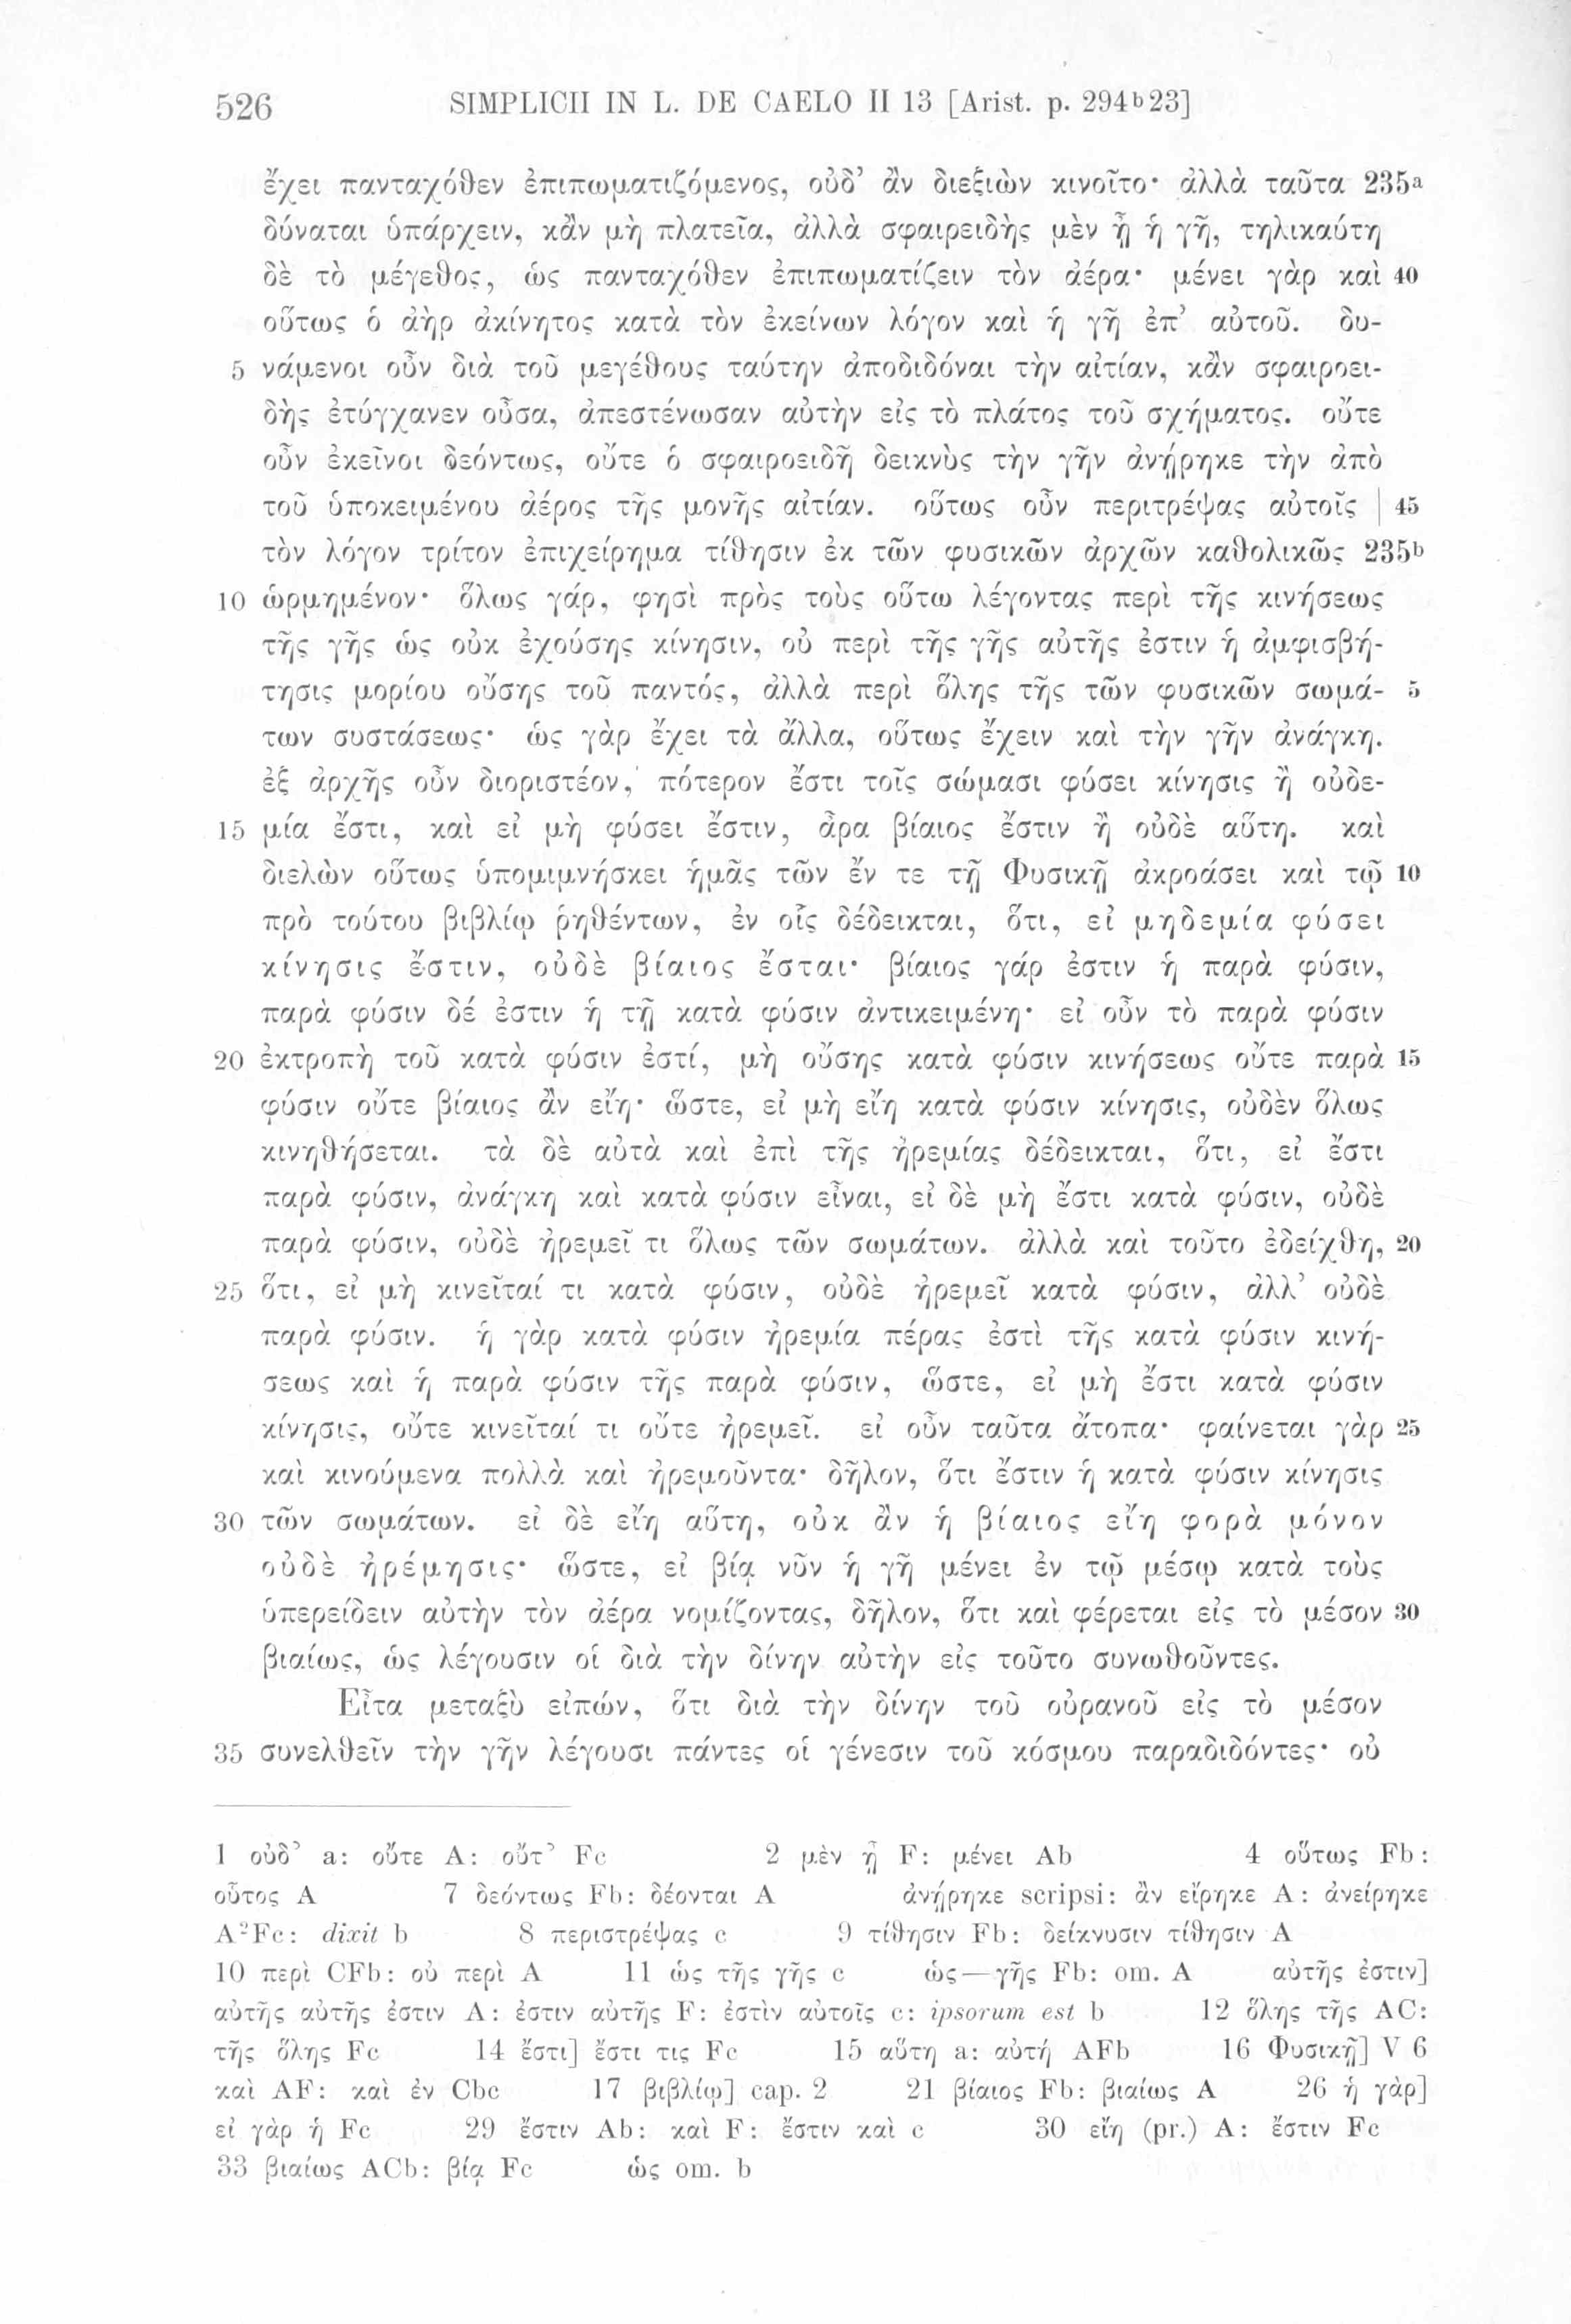 526 SIMPLICII IN L. DE CAELO II 13 [Arist. p. 294b23]
ἔχει πανταχόθεν ἐπιπωματιζόμενος, οὐδ’ ἂν διεξιὼν κινοῖτο· ἀλλὰ ταῦτα 235a
δύναται ὑπάρχειν, κἂν μὴ πλατεῖα, ἀλλὰ σφαιρειδὴς μὲν ᾖ ἡ γῆ, τηλικαύτη
δὲ τὸ μέγεθος, ὡς πανταχόθεν ἐπιπωματίζειν τὸν ἀέρα· μένει γὰρ καὶ 40
οὕτως ὁ ἀὴρ ἀκίνητος κατὰ τὸν ἐκείνων λόγον καὶ ἡ γῆ ἐπ’ αὐτοῦ. δυ-
5 νάμενοι οὖν διὰ τοῦ μεγέθους ταύτην ἀποδιδόναι τὴν αἰτίαν, κἂν σφαιροει-
δὴς ἐτύγχανεν οὖσα, ἀπεστένωσαν αὐτὴν εἰς τὸ πλάτος τοῦ σχήματος. οὔτε
οὖν ἐκεῖνοι δεόντως, οὔτε ὁ σφαιροειδῆ δεικνὺς τὴν γῆν ἀνῄρηκε τὴν ἀπὸ
τοῦ ὑποκειμένου ἀέρος τῆς μονῆς αἰτίαν. οὕτως οὖν περιτρέψας αὐτοῖς | 45
τὸν λόγον τρίτον ἐπιχείρημα τίθησιν ἐκ τῶν φυσικῶν ἀρχῶν καθολικῶς 235b
10 ὡρμημένον· ὅλως γάρ, φησὶ πρὸς τοὺς οὕτω λέγοντας περὶ τῆς κινήσεως
τῆς γῆς ὡς οὐκ ἐχούσης κίνησιν, οὐ περὶ τῆς γῆς αὐτῆς ἐστιν ἡ ἀμφισβή-
τησις μορίου οὔσης τοῦ παντός, ἀλλὰ περὶ ὅλης τῆς τῶν φυσικῶν σωμά- 5
των συστάσεως· ὡς γὰρ ἔχει τὰ ἄλλα, οὕτως ἔχειν καὶ τὴν γῆν ἀνάγκη.
ἐξ ἀρχῆς οὖν διοριστέον, πότερον ἔστι τοῖς σώμασι φύσει κίνησις ἢ οὐδε-
15 μία ἔστι, καὶ εἰ μὴ φύσει ἔστιν, ἆρα βίαιος ἔστιν ἢ οὐδὲ αὕτη. καὶ
διελὼν οὕτως ὑπομιμνήσκει ἡμᾶς τῶν ἔν τε τῇ Φυσικῇ ἀκροάσει καὶ τῷ 10
πρὸ τούτου βιβλίῳ ῥηθέντων, ἐν οἷς δέδεικται, ὅτι, εἰ μηδεμία φύσει
κίνησις ἔστιν, οὐδὲ βίαιος ἔσται· βίαιος γάρ ἐστιν ἡ παρὰ φύσιν,
παρὰ φύσιν δέ ἐστιν ἡ τῇ κατὰ φύσιν ἀντικειμένη· εἰ οὖν τὸ παρὰ φύσιν
20 ἐκτροπὴ τοῦ κατὰ φύσιν ἐστί, μὴ οὔσης κατὰ φύσιν κινήσεως οὔτε παρὰ 15
φύσιν οὔτε βίαιος ἂν εἴη· ὥστε, εἰ μὴ εἴη κατὰ φύσιν κίνησις, οὐδὲν ὅλως
κινηθήσεται. τὰ δὲ αὐτὰ καὶ ἐπὶ τῆς ἠρεμίας δέδεικται, ὅτι, εἰ ἔστι
παρὰ φύσιν, ἀνάγκη καὶ κατὰ φύσιν εἶναι, εἰ δὲ μὴ ἔστι κατὰ φύσιν, οὐδὲ
παρὰ φύσιν, οὐδὲ ἠρεμεῖ τι ὅλως τῶν σωμάτων. ἀλλὰ καὶ τοῦτο ἐδείχθη, 20
25 ὅτι, εἰ μὴ κινεῖταί τι κατὰ φύσιν, οὐδὲ ἠρεμεῖ κατὰ φύσιν, ἀλλ’ οὐδὲ
παρὰ φύσιν. ἡ γὰρ κατὰ φύσιν ἠρεμία πέρας ἐστὶ τῆς κατὰ φύσιν κινή-
σεως καὶ ἡ παρὰ φύσιν τῆς παρὰ φύσιν, ὥστε, εἰ μὴ ἔστι κατὰ φύσιν
κίνησις, οὔτε κινεῖταί τι οὔτε ἠρεμεῖ. εἰ οὖν ταῦτα ἄτοπα· φαίνεται γὰρ 25
καὶ κινούμενα πολλὰ καὶ ἠρεμοῦντα· δῆλον, ὅτι ἔστιν ἡ κατὰ φύσιν κίνησις
30 τῶν σωμάτων. εἰ δὲ εἴη αὕτη, οὐκ ἂν ἡ βίαιος εἴη φορὰ μόνον
οὐδὲ ἠρέμησις· ὥστε, εἰ βίᾳ νῦν ἡ γῆ μένει ἐν τῷ μέσῳ κατὰ τοὺς
ὑπερείδειν αὐτὴν τὸν ἀέρα νομίζοντας, δῆλον, ὅτι καὶ φέρεται εἰς τὸ μέσον 30
βιαίως, ὡς λέγουσιν οἱ διὰ τὴν δίνην αὐτὴν εἰς τοῦτο συνωθοῦντες.
Εἶτα μεταξὺ εἰπών, ὅτι διὰ τὴν δίνην τοῦ οὐρανοῦ εἰς τὸ μέσον
35 συνελθεῖν τὴν γῆν λέγουσι πάντες οἱ γένεσιν τοῦ κόσμου παραδιδόντες· οὐ
1 οὐδ’ a: οὔτε A: οὔτ’ Fc 2 μὲν ᾖ F: μένει Ab 4 οὕτως Fb:
οὗτος A 7 δεόντως Fb: δέονται A ἀνῄρηκε scripsi: ἂν εἴρηκε A: ἀνείρηκε
A²Fc: dixit b 8 περιστρέψας c 9 τίθησιν Fb: δείκνυσιν τίθησιν A
10 περὶ CFb: οὐ περὶ A 11 ὡς τῆς γῆς c ὡς—γῆς Fb: om. A αὐτῆς ἐστιν]
αὐτῆς αὐτῆς ἐστιν A: ἐστιν αὐτῆς F: ἐστὶν αὐτοῖς c: ipsorum est b 12 ὅλης τῆς AC:
τῆς ὅλης Fc 14 ἔστι] ἔστι τις Fc 15 αὕτη a: αὐτή AFb 16 Φυσικῇ] V 6
καὶ AF: καὶ ἐν Cbc 17 βιβλίῳ] cap. 2 21 βίαιος Fb: βιαίως A 26 ἡ γὰρ]
εἰ γὰρ ἡ Fc 29 ἔστιν Ab: καὶ F: ἔστιν καὶ c 30 εἴη (pr.) A: ἔστιν Fc
33 βιαίως ACb: βίᾳ Fc ὡς om. b